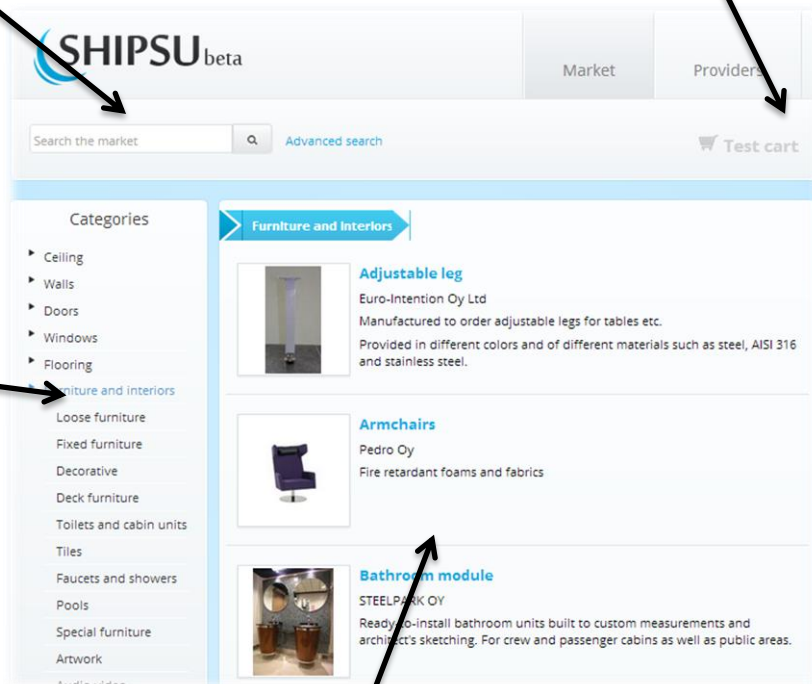 SHIPSU beta
Market
Providers
Search the market
Advanced search
Test cart
Categories
Ceiling
Walls
Doors
Windows
Flooring
and interiors
Loose furniture
Fixed furniture
Decorative
Deck furniture
Toilets and cabin units
Tiles
Faucets and showers
Pools
Special furniture
Artwork
Furniture and interiors
Adjustable leg
Euro-Intention Oy Ltd
Manufactured to order adjustable legs for tables etc.
Provided in different colors and of different materials such as steel, AISI 316
and stainless steel.
Armchairs
Pedro Oy
Fire retardant foams and fabrics
Bathroom module
STEELPARK OY
Ready-to-install bathroom units built to custom measurements and
architect's sketching. For crew and passenger cabins as well as public areas.